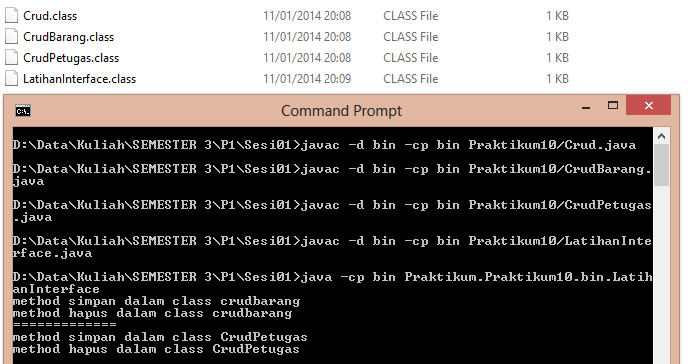 Crud.class 11/01/2014 20:08 CLASS File 1 KB
CrudBarang.class 11/01/2014 20:08 CLASS File 1 KB
CrudPetugas.class 11/01/2014 20:08 CLASS File 1 KB
LatihanInterface.class 11/01/2014 20:09 CLASS File 1 KB
C:\.
Command Prompt
D:\Data\Kuliah\SEMESTER 3\P1\Sesi01>javac -d bin -cp bin Praktikum10/Crud.java
D:\Data\Kuliah\SEMESTER 3\P1\Sesi01>javac -d bin -cp bin Praktikum10/CrudBarang.
java
D:\Data\Kuliah\SEMESTER 3\P1\Sesi01>javac -d bin -cp bin Praktikum10/CrudPetugas
.java
D:\Data\Kuliah\SEMESTER 3\P1\Sesi01>javac -d bin -cp bin Praktikum10/LatihanInte
rface.java
D:\Data\Kuliah\SEMESTER 3\P1\Sesi01>java -cp bin Praktikum.Praktikum10.bin.Latih
anInterface
method simpan dalam class crudbarang
method hapus dalam class crudbarang
=============
method simpan dalam class CrudPetugas
method hapus dalam class CrudPetugas